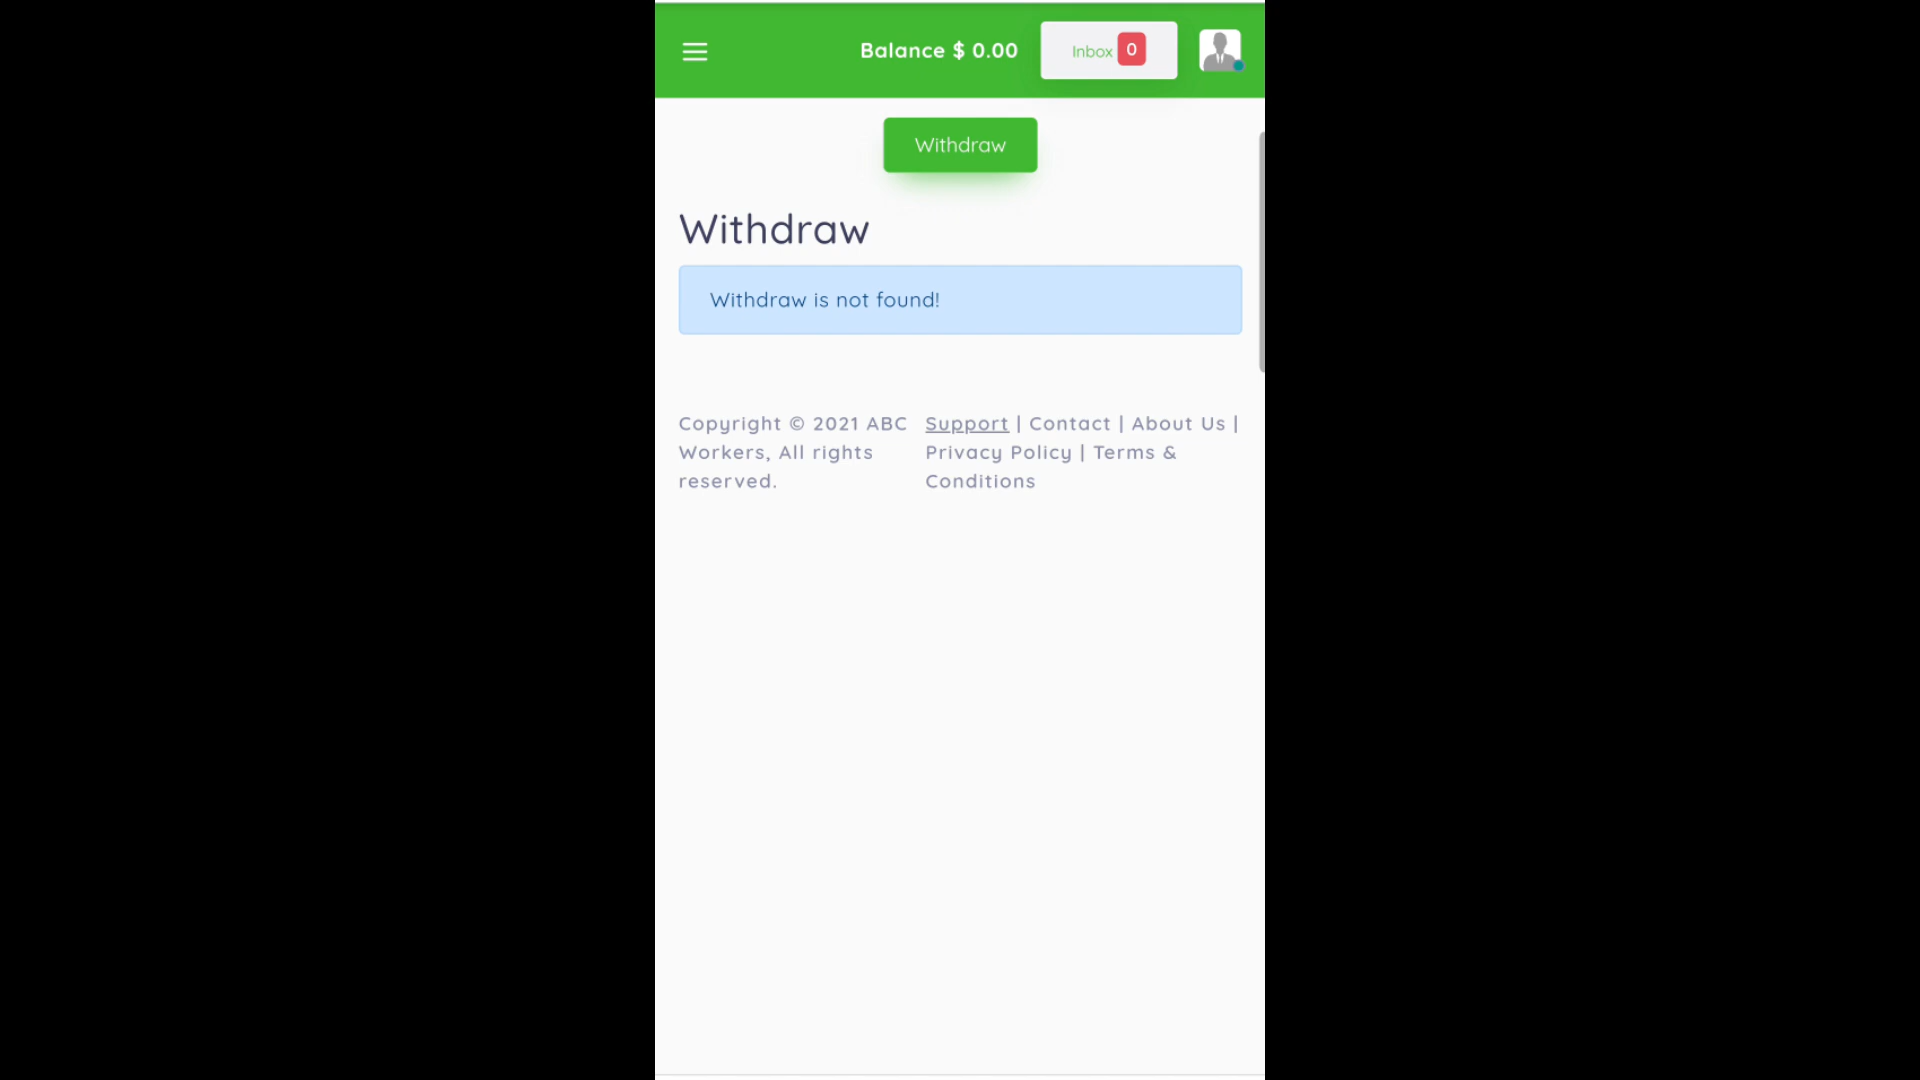 Balance $ 0.00
Inbox 0
Withdraw
Withdraw
Withdraw is not found!
Copyright © 2021 ABC
Workers, All rights
reserved.
Support | Contact | About Us |
Privacy Policy | Terms &
Conditions